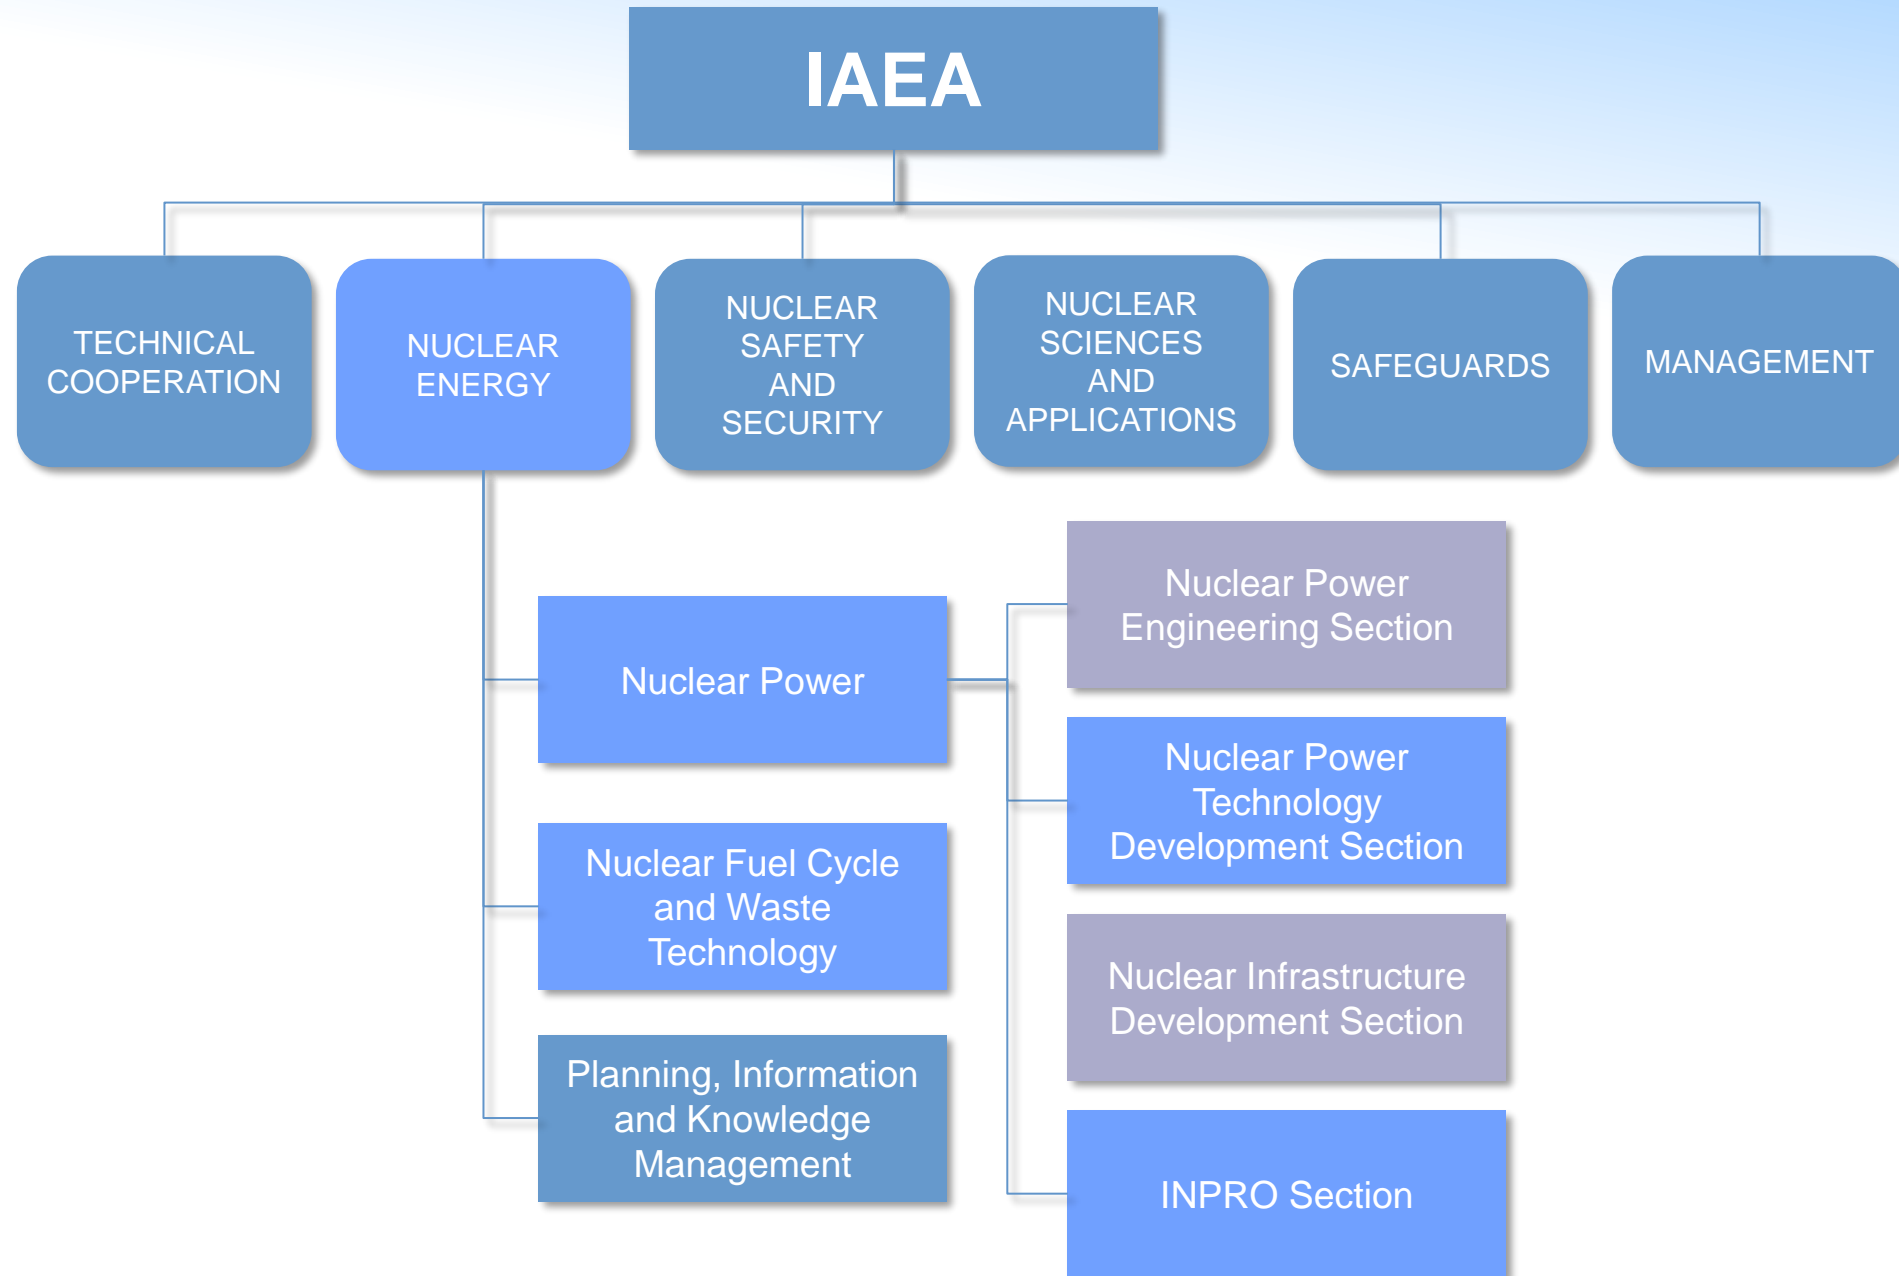 IAEA
TECHNICAL
COOPERATION
NUCLEAR
ENERGY
NUCLEAR
SAFETY
AND
SECURITY
NUCLEAR
SCIENCES
AND
APPLICATIONS
SAFEGUARDS
MANAGEMENT
Nuclear Power
Nuclear Fuel Cycle
and Waste
Technology
Planning, Information
and Knowledge
Management
Nuclear Power
Engineering Section
Nuclear Power
Technology
Development Section
Nuclear Infrastructure
Development Section
INPRO Section